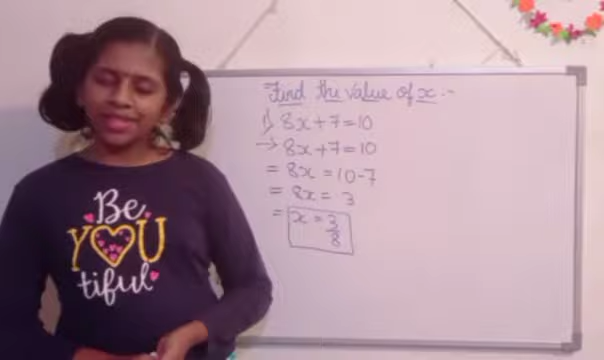 Find the value of x :-
1) 8x+7=10
→ 8x+7=10
= 8x = 10-7
= 8x = 3
= x = 3/8
Be
YOU
tiful